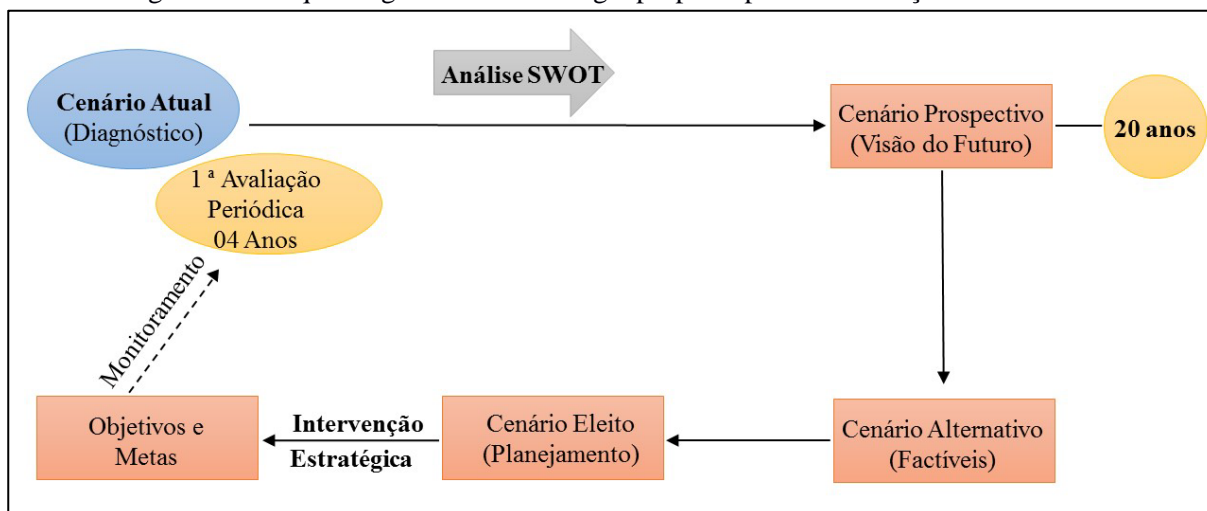 Análise SWOT
Cenário Atual
(Diagnóstico)
Cenário Prospectivo
(Visão do Futuro)
20 anos
1 ª Avaliação
Periódica
04 Anos
Monitoramento
Objetivos e
Metas
Intervenção
Estratégica
Cenário Eleito
(Planejamento)
Cenário Alternativo
(Factíveis)